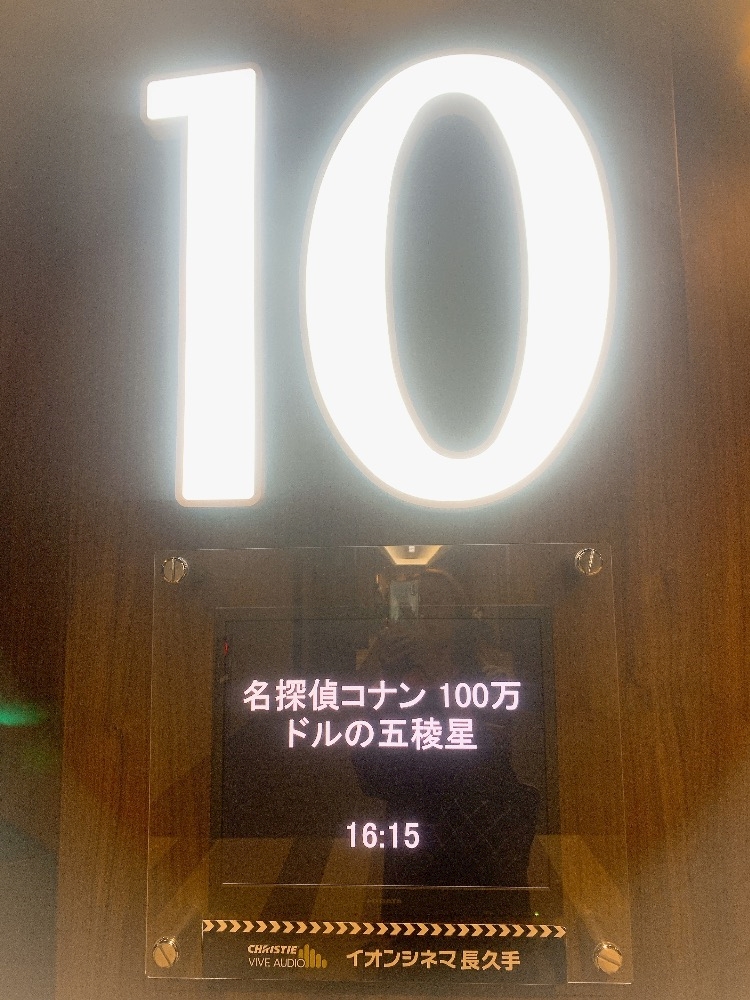 10
名探偵コナン 100万
ドルの五稜星
16:15
CHRISTIE
VIVE AUDIO
イオンシネマ長久手